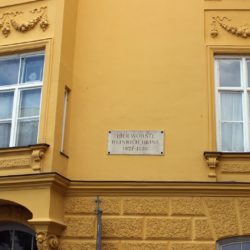 HIER WOHNTE
HEINRICH HEINE
1827-1828